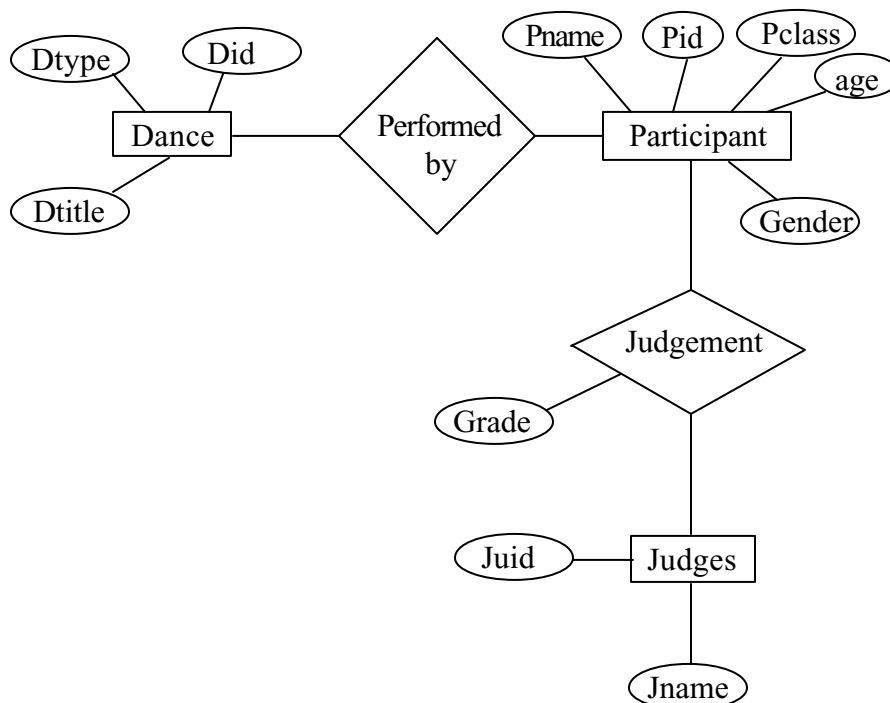 Pname
Pid
Pclass
Dtype
Did
age
Dance
Performed
by
Participant
Dtitle
Gender
Judgement
Grade
Juid
Judges
Jname